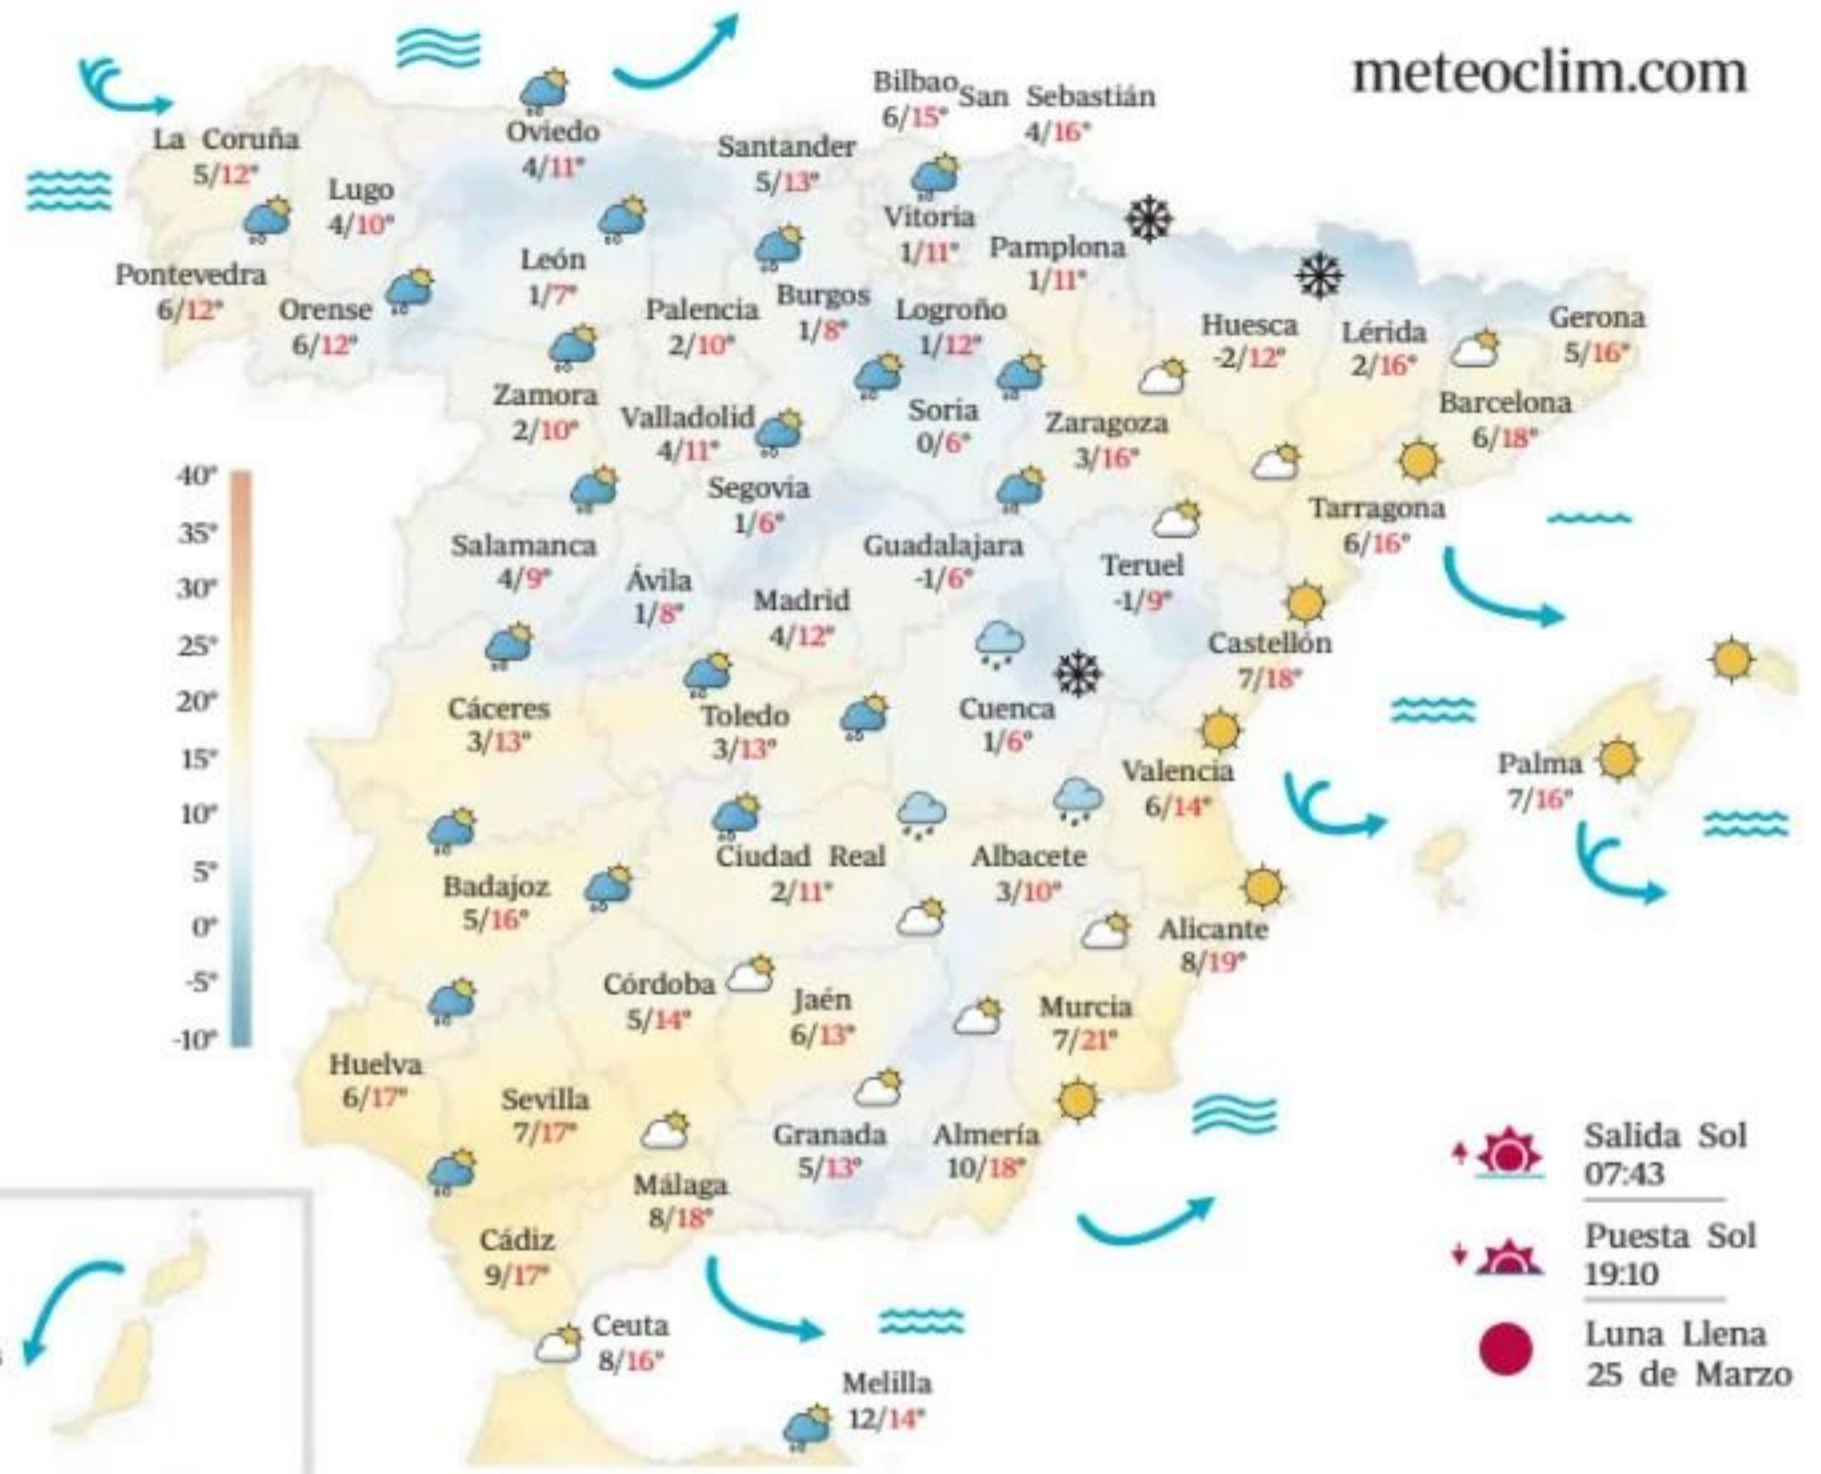 meteoclim.com
Bilbao
6/15°
San Sebastián
4/16°
La Coruña
5/12°
Oviedo
4/11°
Santander
5/13°
Lugo
4/10°
Vitoria
1/11°
Pamplona
1/11°
Pontevedra
6/12°
Orense
6/12°
León
1/7°
Palencia
2/10°
Burgos
1/8°
Logroño
1/12°
Huesca
-2/12°
Lérida
2/16°
Gerona
5/16°
Zamora
2/10°
Valladolid
4/11°
Soria
0/6°
Zaragoza
3/16°
Barcelona
6/18°
Segovia
1/6°
Tarragona
6/16°
Salamanca
4/9°
Ávila
1/8°
Madrid
4/12°
Guadalajara
-1/6°
Teruel
-1/9°
Castellón
7/18°
Cáceres
3/13°
Toledo
3/13°
Cuenca
1/6°
Valencia
6/14°
Palma
7/16°
Badajoz
5/16°
Ciudad Real
2/11°
Albacete
3/10°
Alicante
8/19°
Córdoba
5/14°
Jaén
6/13°
Murcia
7/21°
Huelva
6/17°
Sevilla
7/17°
Málaga
8/18°
Granada
5/13°
Almería
10/18°
Cádiz
9/17°
Ceuta
8/16°
Melilla
12/14°
40°
35°
30°
25°
20°
15°
10°
5°
0°
-5°
-10°
Salida Sol
07:43
Puesta Sol
19:10
Luna Llena
25 de Marzo